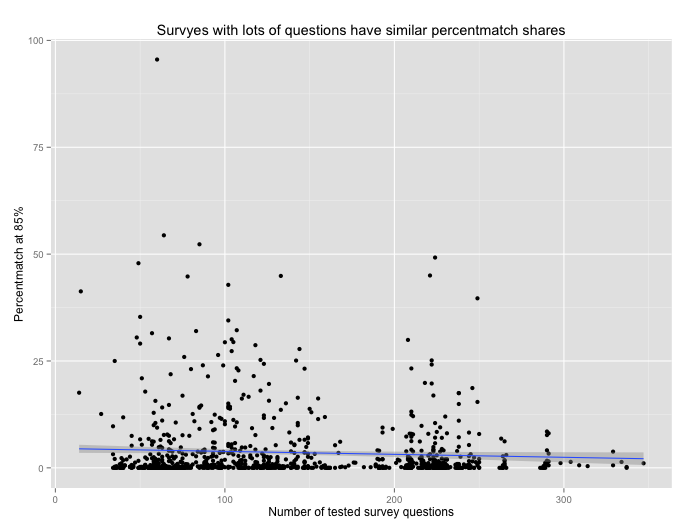 Survyes with lots of questions have similar percentmatch shares
100
75
50
25
0
Percentmatch at 85%
0 100 200 300
Number of tested survey questions